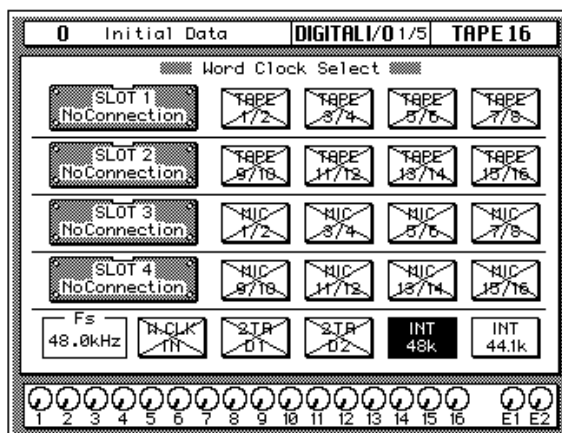 0 Initial Data DIGITAL I/O 1/5 TAPE 16
Word Clock Select
SLOT 1 NoConnection TAPE 1/2 TAPE 3/4 TAPE 5/6 TAPE 7/8
SLOT 2 NoConnection TAPE 9/10 TAPE 11/12 TAPE 13/14 TAPE 15/16
SLOT 3 NoConnection MIC 1/2 MIC 3/4 MIC 5/6 MIC 7/8
SLOT 4 NoConnection MIC 9/10 MIC 11/12 MIC 13/14 MIC 15/16
Fs 48.0kHz W.CLK IN 2TR D1 2TR D2 INT 48k INT 44.1k
1 2 3 4 5 6 7 8 9 10 11 12 13 14 15 16 E1 E2